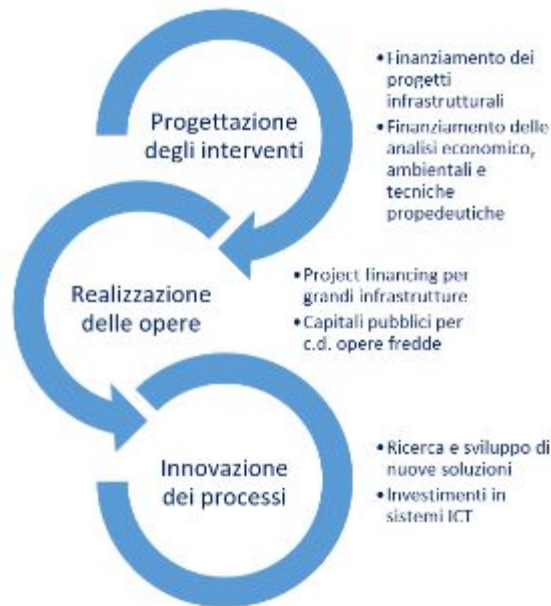 Progettazione
degli interventi
•Finanziamento dei
progetti
infrastrutturali
•Finanziamento delle
analisi economico,
ambientali e
tecniche
propedeutiche
Realizzazione
delle opere
•Project financing per
grandi infrastrutture
•Capitali pubblici per
c.d. opere fredde
Innovazione
dei processi
•Ricerca e sviluppo di
nuove soluzioni
•Investimenti in
sistemi ICT